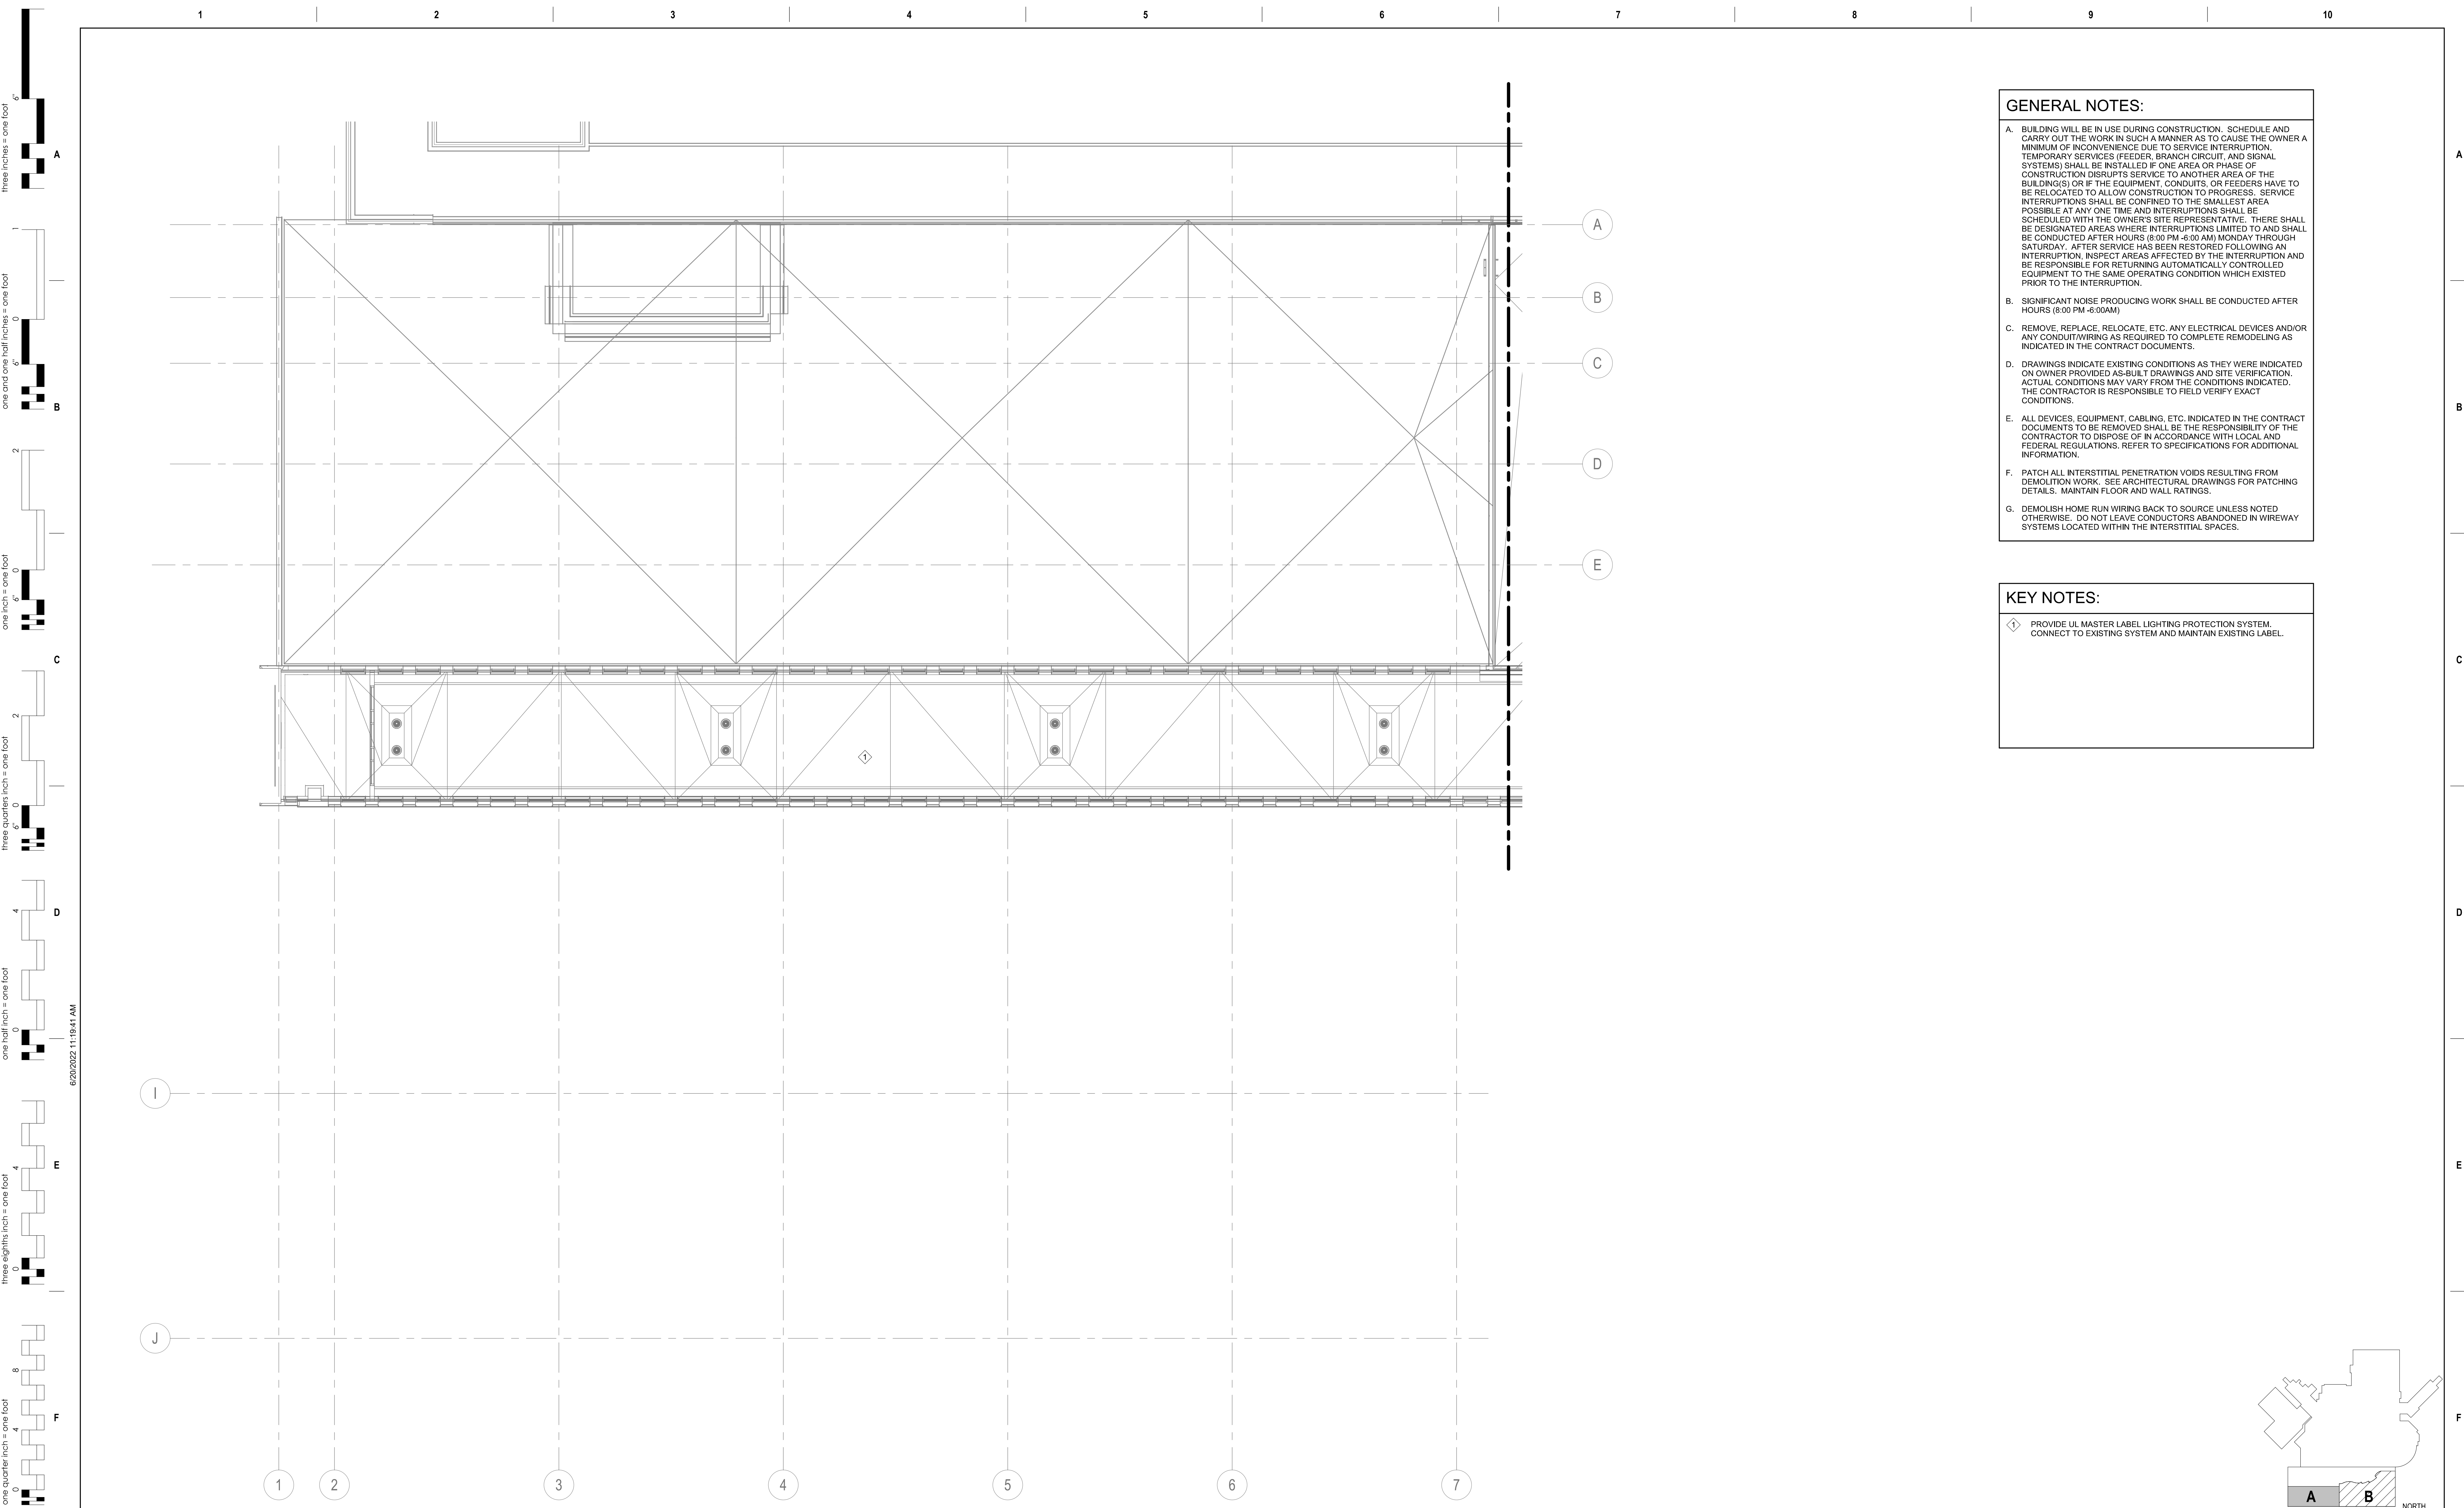 1 2 3 4 5 6 7 8 9 10
three inches = one foot
6"
one and one half inches = one foot
1
0
6"
one inch = one foot
2
0
6"
three quarters inch = one foot
2
0
6"
one half inch = one foot
4
0
three eighths inch = one foot
4
0
one quarter inch = one foot
8
4
0
A
B
C
D
E
F
6/20/2022 11:19:41 AM
A
B
C
D
E
I
J
1
1 2 3 4 5 6 7
GENERAL NOTES:
A. BUILDING WILL BE IN USE DURING CONSTRUCTION. SCHEDULE AND
CARRY OUT THE WORK IN SUCH A MANNER AS TO CAUSE THE OWNER A
MINIMUM OF INCONVENIENCE DUE TO SERVICE INTERRUPTION.
TEMPORARY SERVICES (FEEDER, BRANCH CIRCUIT, AND SIGNAL
SYSTEMS) SHALL BE INSTALLED IF ONE AREA OR PHASE OF
CONSTRUCTION DISRUPTS SERVICE TO ANOTHER AREA OF THE
BUILDING(S) OR IF THE EQUIPMENT, CONDUITS, OR FEEDERS HAVE TO
BE RELOCATED TO ALLOW CONSTRUCTION TO PROGRESS. SERVICE
INTERRUPTIONS SHALL BE CONFINED TO THE SMALLEST AREA
POSSIBLE AT ANY ONE TIME AND INTERRUPTIONS SHALL BE
SCHEDULED WITH THE OWNER'S SITE REPRESENTATIVE. THERE SHALL
BE DESIGNATED AREAS WHERE INTERRUPTIONS LIMITED TO AND SHALL
BE CONDUCTED AFTER HOURS (8:00 PM -6:00 AM) MONDAY THROUGH
SATURDAY. AFTER SERVICE HAS BEEN RESTORED FOLLOWING AN
INTERRUPTION, INSPECT AREAS AFFECTED BY THE INTERRUPTION AND
BE RESPONSIBLE FOR RETURNING AUTOMATICALLY CONTROLLED
EQUIPMENT TO THE SAME OPERATING CONDITION WHICH EXISTED
PRIOR TO THE INTERRUPTION.
B. SIGNIFICANT NOISE PRODUCING WORK SHALL BE CONDUCTED AFTER
HOURS (8:00 PM -6:00AM)
C. REMOVE, REPLACE, RELOCATE, ETC. ANY ELECTRICAL DEVICES AND/OR
ANY CONDUIT/WIRING AS REQUIRED TO COMPLETE REMODELING AS
INDICATED IN THE CONTRACT DOCUMENTS.
D. DRAWINGS INDICATE EXISTING CONDITIONS AS THEY WERE INDICATED
ON OWNER PROVIDED AS-BUILT DRAWINGS AND SITE VERIFICATION.
ACTUAL CONDITIONS MAY VARY FROM THE CONDITIONS INDICATED.
THE CONTRACTOR IS RESPONSIBLE TO FIELD VERIFY EXACT
CONDITIONS.
E. ALL DEVICES, EQUIPMENT, CABLING, ETC. INDICATED IN THE CONTRACT
DOCUMENTS TO BE REMOVED SHALL BE THE RESPONSIBILITY OF THE
CONTRACTOR TO DISPOSE OF IN ACCORDANCE WITH LOCAL AND
FEDERAL REGULATIONS. REFER TO SPECIFICATIONS FOR ADDITIONAL
INFORMATION.
F. PATCH ALL INTERSTITIAL PENETRATION VOIDS RESULTING FROM
DEMOLITION WORK. SEE ARCHITECTURAL DRAWINGS FOR PATCHING
DETAILS. MAINTAIN FLOOR AND WALL RATINGS.
G. DEMOLISH HOME RUN WIRING BACK TO SOURCE UNLESS NOTED
OTHERWISE. DO NOT LEAVE CONDUCTORS ABANDONED IN WIREWAY
SYSTEMS LOCATED WITHIN THE INTERSTITIAL SPACES.
KEY NOTES:
1 PROVIDE UL MASTER LABEL LIGHTING PROTECTION SYSTEM.
CONNECT TO EXISTING SYSTEM AND MAINTAIN EXISTING LABEL.
A
B
C
D
E
F
A B
NORTH